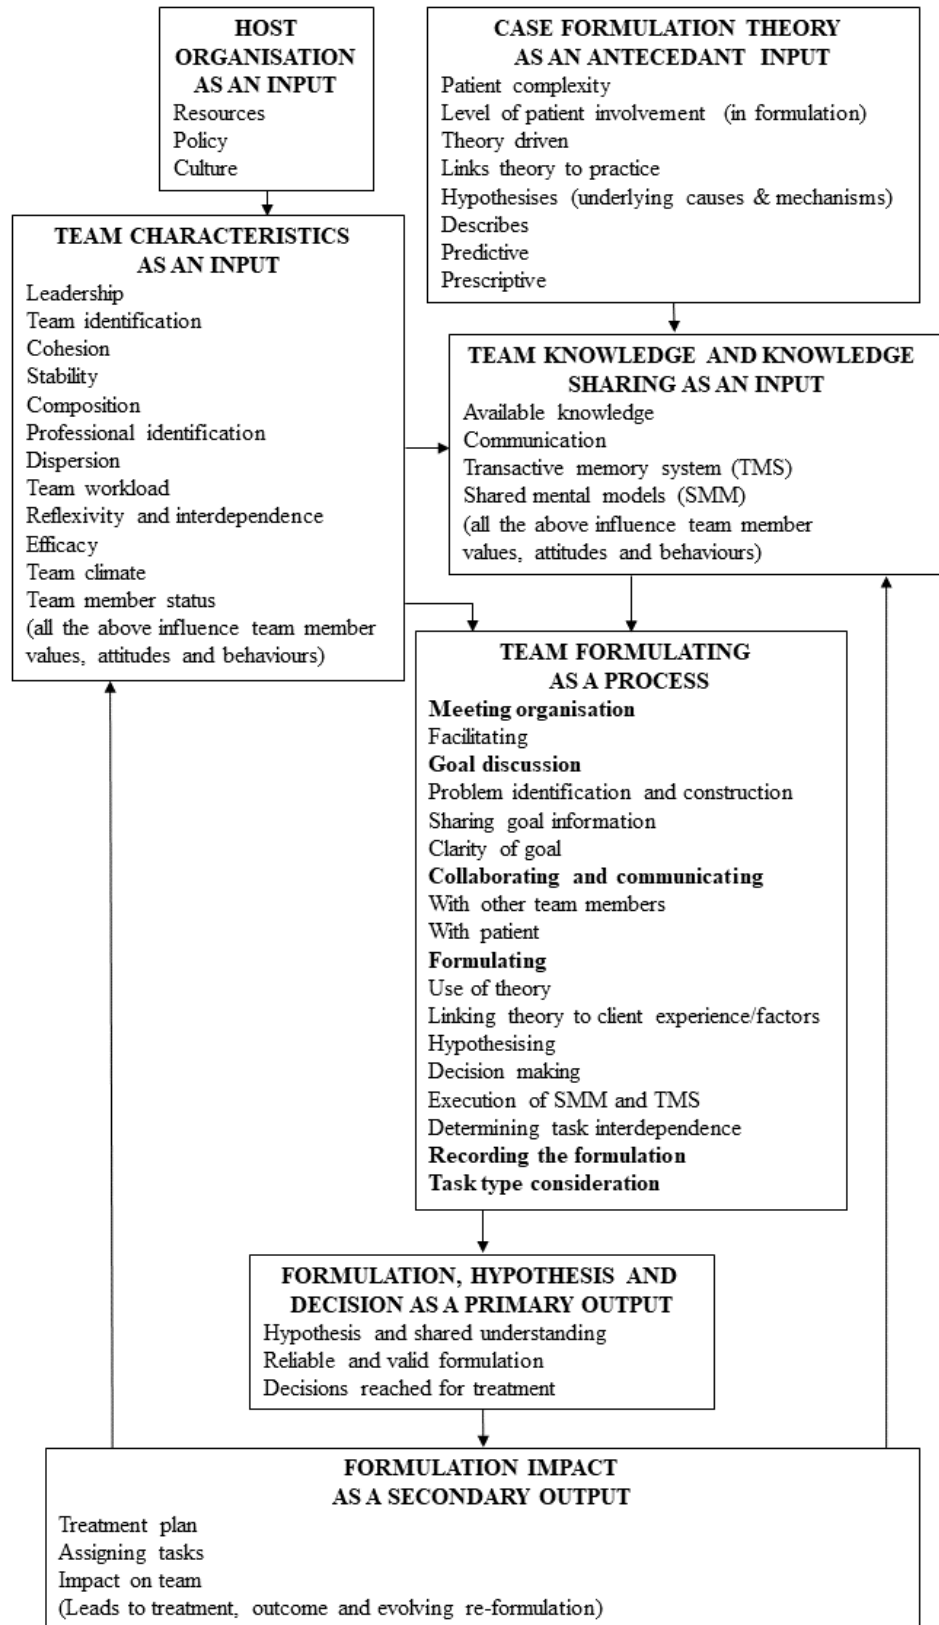 HOST
ORGANISATION
AS AN INPUT
Resources
Policy
Culture
CASE FORMULATION THEORY
AS AN ANTECEDANT INPUT
Patient complexity
Level of patient involvement (in formulation)
Theory driven
Links theory to practice
Hypothesises (underlying causes & mechanisms)
Describes
Predictive
Prescriptive
TEAM CHARACTERISTICS
AS AN INPUT
Leadership
Team identification
Cohesion
Stability
Composition
Professional identification
Dispersion
Team workload
Reflexivity and interdependence
Efficacy
Team climate
Team member status
(all the above influence team member
values, attitudes and behaviours)
TEAM KNOWLEDGE AND KNOWLEDGE
SHARING AS AN INPUT
Available knowledge
Communication
Transactive memory system (TMS)
Shared mental models (SMM)
(all the above influence team member
values, attitudes and behaviours)
TEAM FORMULATING
AS A PROCESS
Meeting organisation
Facilitating
Goal discussion
Problem identification and construction
Sharing goal information
Clarity of goal
Collaborating and communicating
With other team members
With patient
Formulating
Use of theory
Linking theory to client experience/factors
Hypothesising
Decision making
Execution of SMM and TMS
Determining task interdependence
Recording the formulation
Task type consideration
FORMULATION, HYPOTHESIS AND
DECISION AS A PRIMARY OUTPUT
Hypothesis and shared understanding
Reliable and valid formulation
Decisions reached for treatment
FORMULATION IMPACT
AS A SECONDARY OUTPUT
Treatment plan
Assigning tasks
Impact on team
(Leads to treatment, outcome and evolving re-formulation)